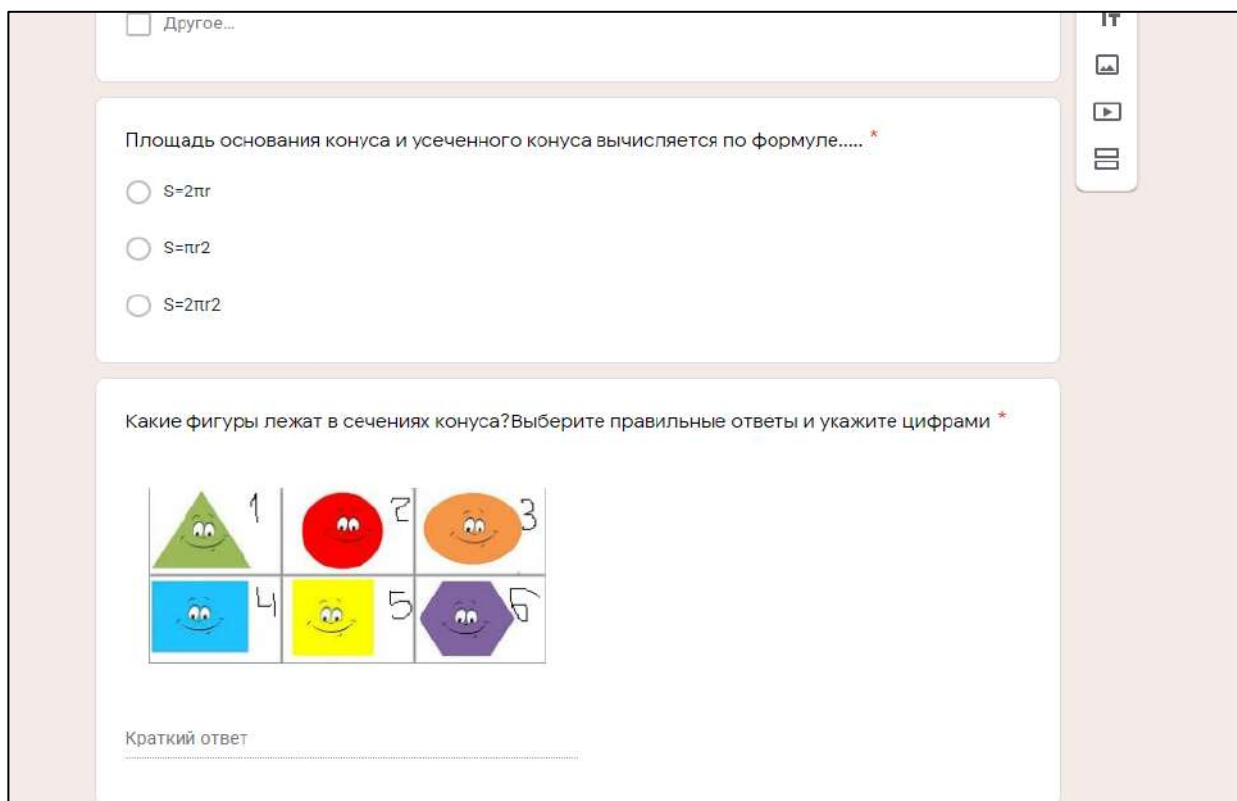 Другое...
Площадь основания конуса и усеченного конуса вычисляется по формуле..... *
S=2πr
S=πr2
S=2πr2
Какие фигуры лежат в сечениях конуса?Выберите правильные ответы и укажите цифрами *
1 2 3
4 5 6
Краткий ответ